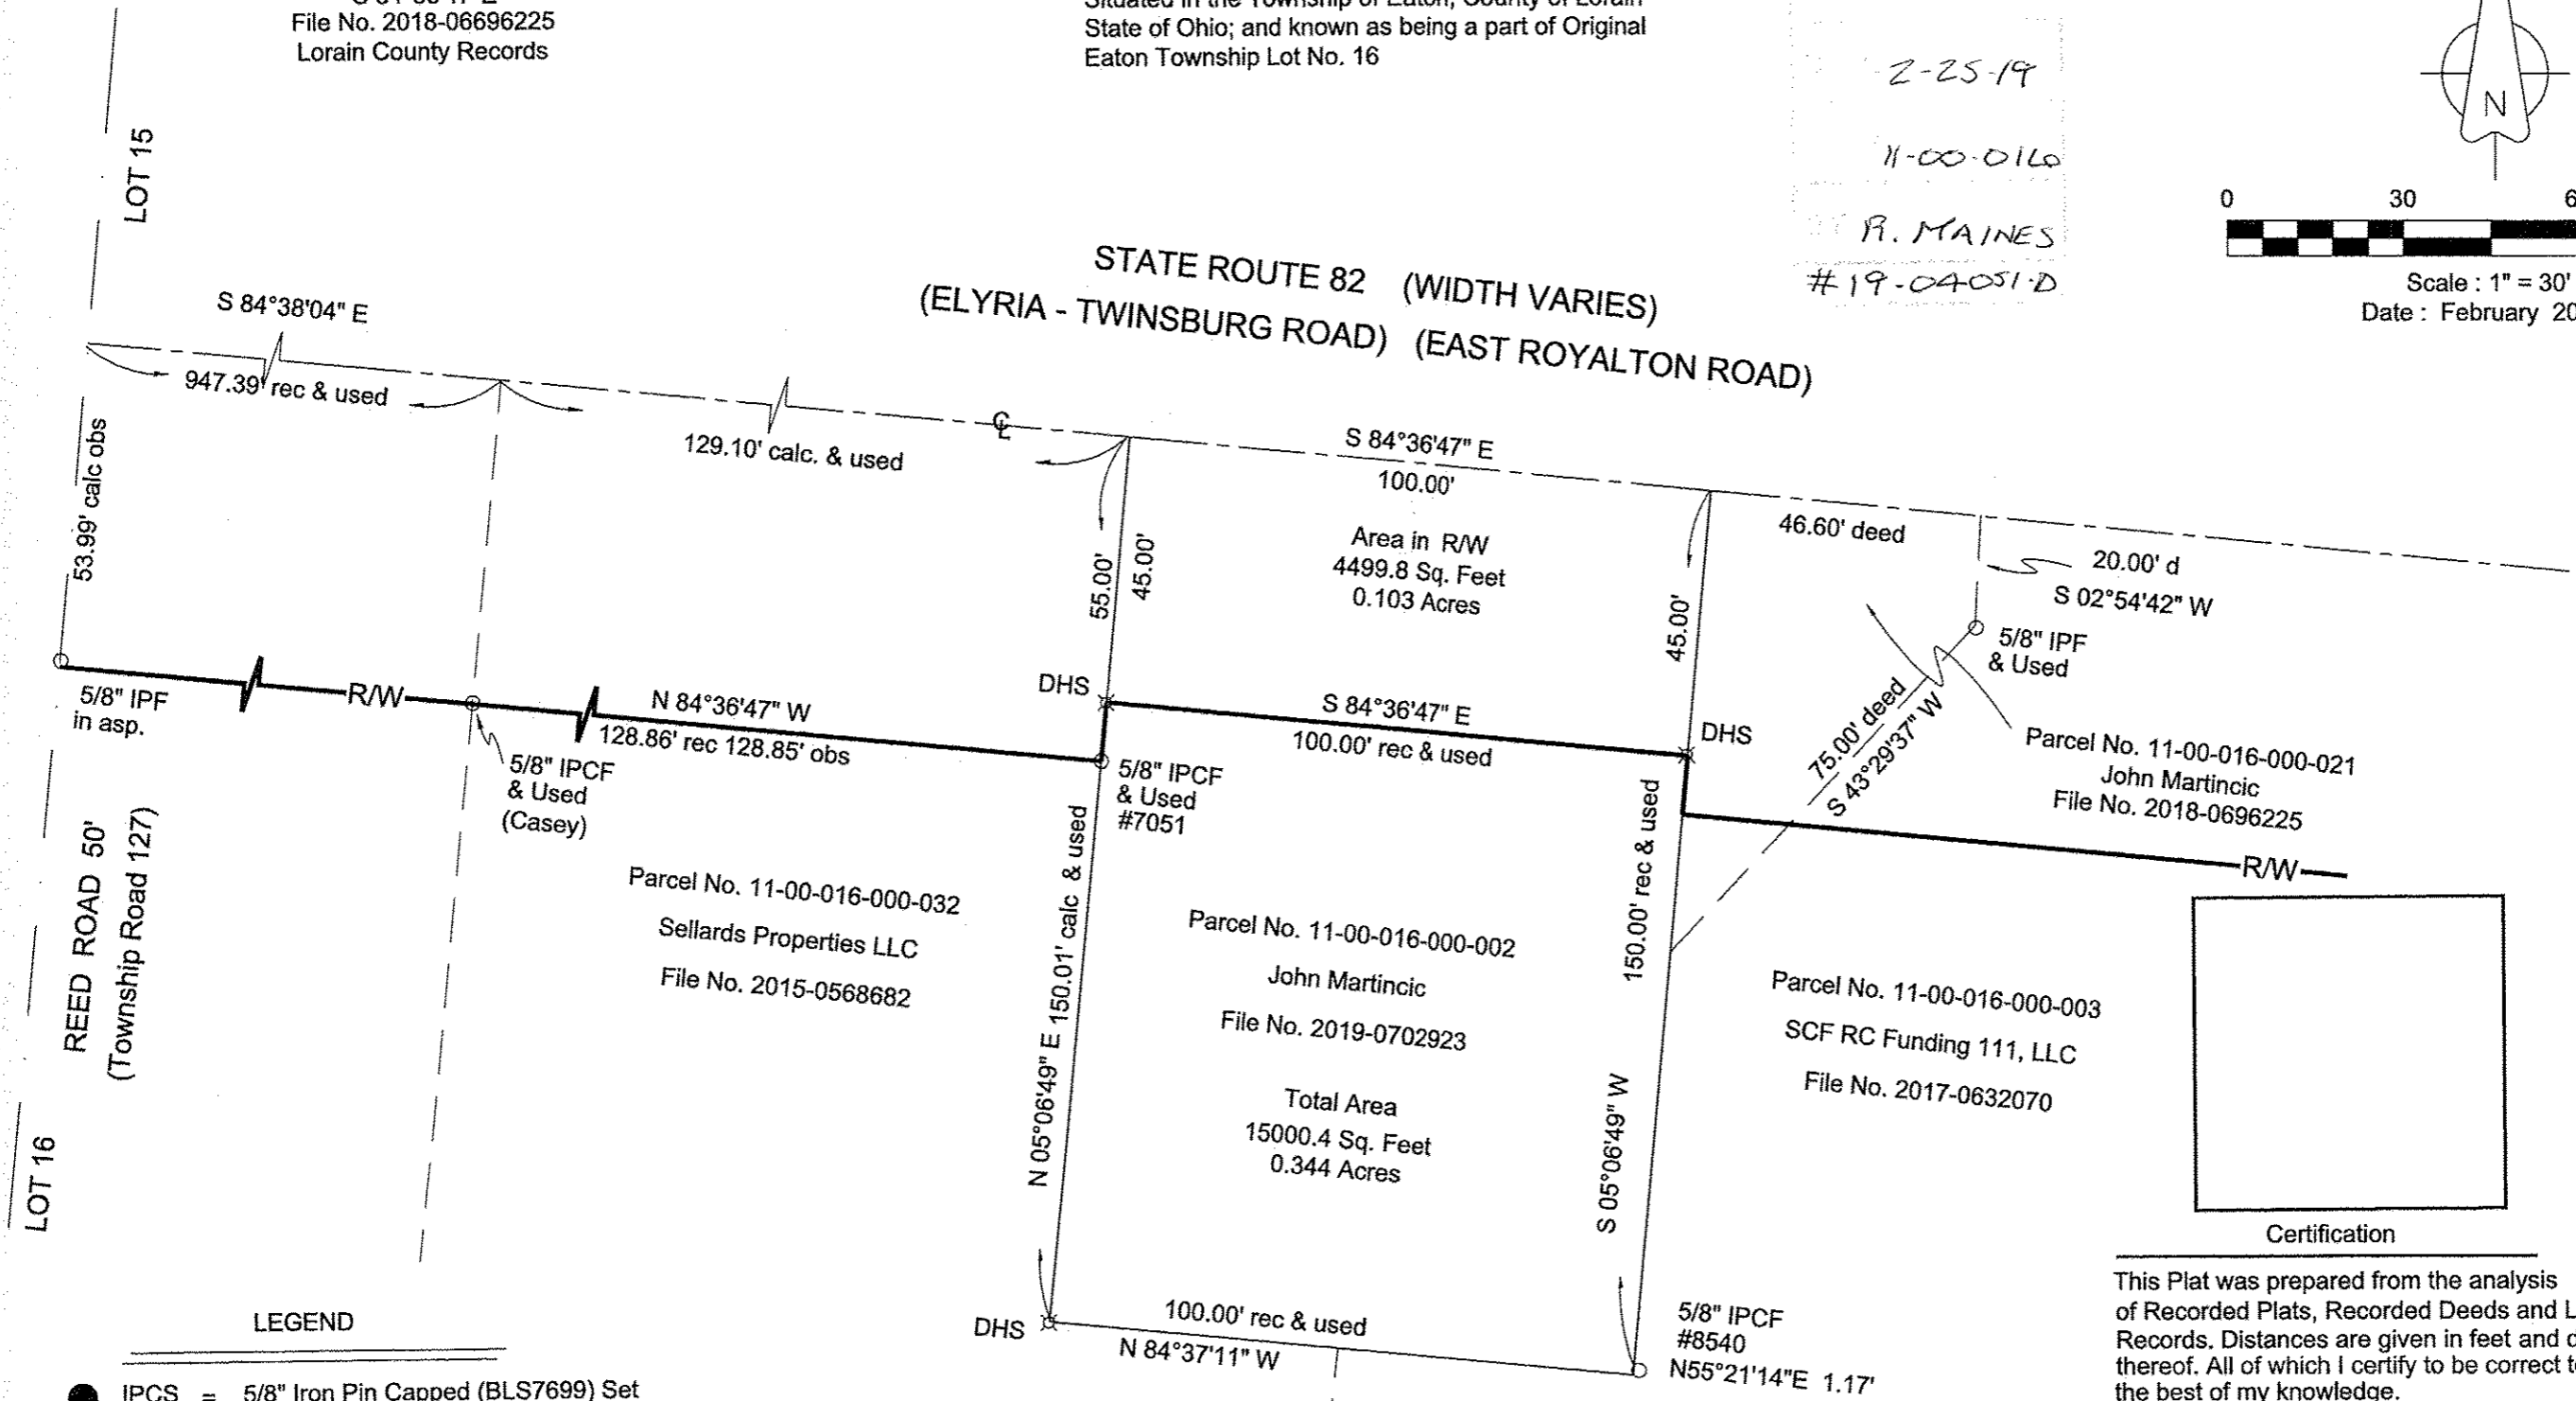 File No. 2018-06696225
Lorain County Records
State of Ohio; and known as being a part of Original
Eaton Township Lot No. 16
2-25-19
11-00-016
R. MAINES
#19-04051-D
N
0 30
Scale : 1" = 30'
Date : February 20
LOT 15
STATE ROUTE 82 (WIDTH VARIES)
(ELYRIA - TWINSBURG ROAD) (EAST ROYALTON ROAD)
S 84°38'04" E
947.39' rec & used
129.10' calc. & used
℄
S 84°36'47" E
100.00'
46.60' deed
20.00' d
S 02°54'42" W
53.99' calc obs
55.00'
45.00'
Area in R/W
4499.8 Sq. Feet
0.103 Acres
45.00'
5/8" IPF
& Used
5/8" IPF
in asp.
R/W
N 84°36'47" W
128.86' rec 128.85' obs
DHS
S 84°36'47" E
100.00' rec & used
DHS
75.00' deed
S 43°29'37" W
Parcel No. 11-00-016-000-021
John Martincic
File No. 2018-0696225
5/8" IPCF
& Used
(Casey)
5/8" IPCF
& Used
#7051
R/W
REED ROAD 50'
(Township Road 127)
Parcel No. 11-00-016-000-032
Sellards Properties LLC
File No. 2015-0568682
N 05°06'49" E 150.01' calc & used
Parcel No. 11-00-016-000-002
John Martincic
File No. 2019-0702923
Total Area
15000.4 Sq. Feet
0.344 Acres
150.00' rec & used
S 05°06'49" W
Parcel No. 11-00-016-000-003
SCF RC Funding 111, LLC
File No. 2017-0632070
LOT 16
Certification
This Plat was prepared from the analysis
of Recorded Plats, Recorded Deeds and L
Records. Distances are given in feet and d
thereof. All of which I certify to be correct t
the best of my knowledge.
DHS
100.00' rec & used
N 84°37'11" W
5/8" IPCF
#8540
N55°21'14"E 1.17'
LEGEND
IPCS = 5/8" Iron Pin Capped (BLS7699) Set